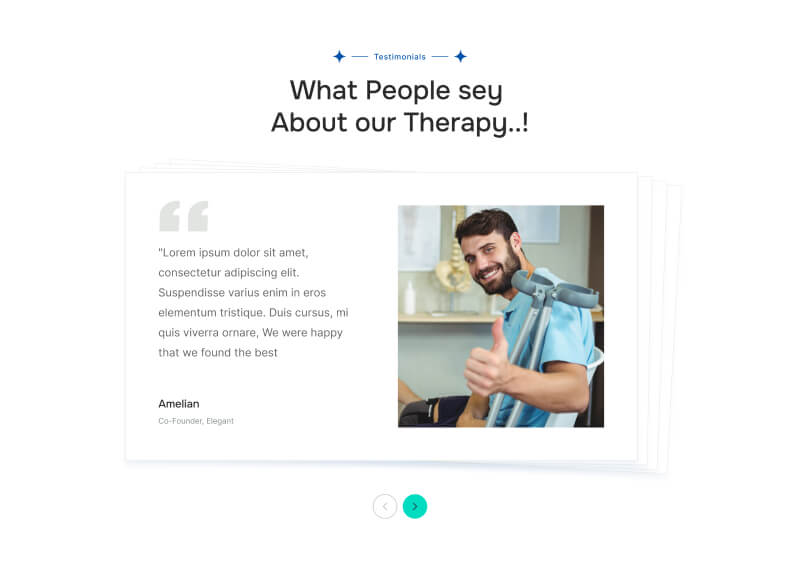 Testimonials
What People sey
About our Therapy..!
"Lorem ipsum dolor sit amet,
consectetur adipiscing elit.
Suspendisse varius enim in eros
elementum tristique. Duis cursus, mi
quis viverra ornare, We were happy
that we found the best
Amelian
Co-Founder, Elegant